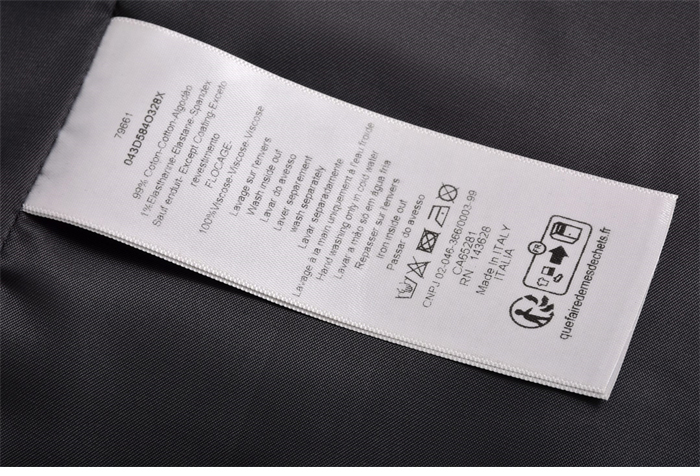 79661
043D584O328X
99% Coton-Cotton-Algodão
1%Elasthanne-Elastane-Spandex
Sauf enduit- Except Coating-Exceto
revestimento
FLOCAGE-
100%Viscose-Viscose-Viscose
Lavage sur l'envers
Wash inside out
Lavar do avesso
Laver séparement
wash separately
Lavar separadamente
Lavage à la main uniquement à l'eau froide
Hand washing only in cold water
Lavar a mão só em água fria
Repasser sur l'envers
iron inside out
Passar do avesso
CNPJ 02-046-366/0003-99
CA65281
RN 143628
Made in ITALY
ITALIA
FR
quefairedemesdechets.fr